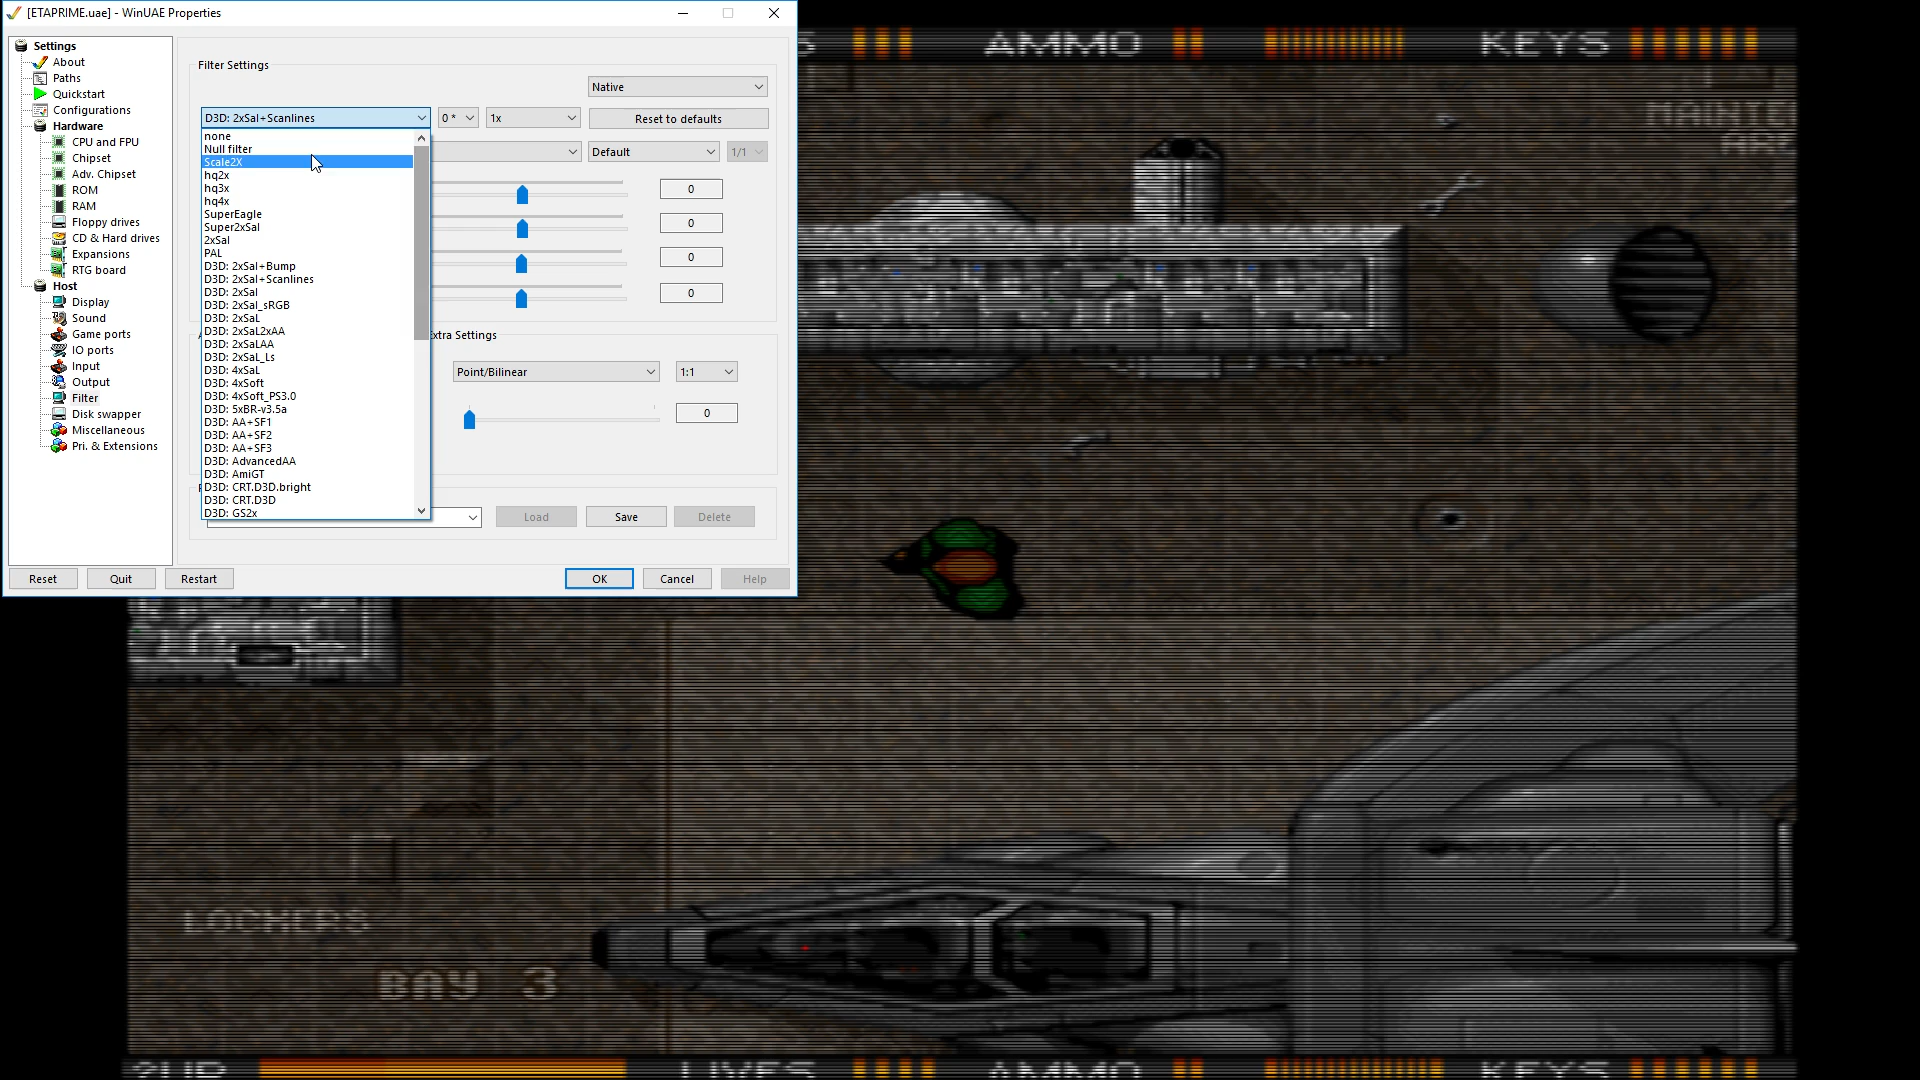 [ETAPRIME.uae] - WinUAE Properties
Settings
About
Paths
Quickstart
Configurations
Hardware
CPU and FPU
Chipset
Adv. Chipset
ROM
RAM
Floppy drives
CD & Hard drives
Expansions
RTG board
Host
Display
Sound
Game ports
IO ports
Input
Output
Filter
Disk swapper
Miscellaneous
Pri. & Extensions
Filter Settings
Native
D3D: 2xSal+Scanlines
0 *
1x
Reset to defaults
Default
1/1
none
Null filter
Scale2X
hq2x
hq3x
hq4x
SuperEagle
Super2xSal
2xSal
PAL
D3D: 2xSal+Bump
D3D: 2xSal+Scanlines
D3D: 2xSal
D3D: 2xSal_sRGB
D3D: 2xSaL
D3D: 2xSaL2xAA
D3D: 2xSaLAA
D3D: 2xSaL_Ls
D3D: 4xSaL
D3D: 4xSoft
D3D: 4xSoft_PS3.0
D3D: 5xBR-v3.5a
D3D: AA+SF1
D3D: AA+SF2
D3D: AA+SF3
D3D: AdvancedAA
D3D: AmiGT
D3D: CRT.D3D.bright
D3D: CRT.D3D
D3D: GS2x
0
0
0
0
Extra Settings
Point/Bilinear
1:1
0
Load
Save
Delete
Reset
Quit
Restart
OK
Cancel
Help
AMMO
KEYS
LOCKERS
BAY 3
2UP
LIVES
AMMO
KEYS